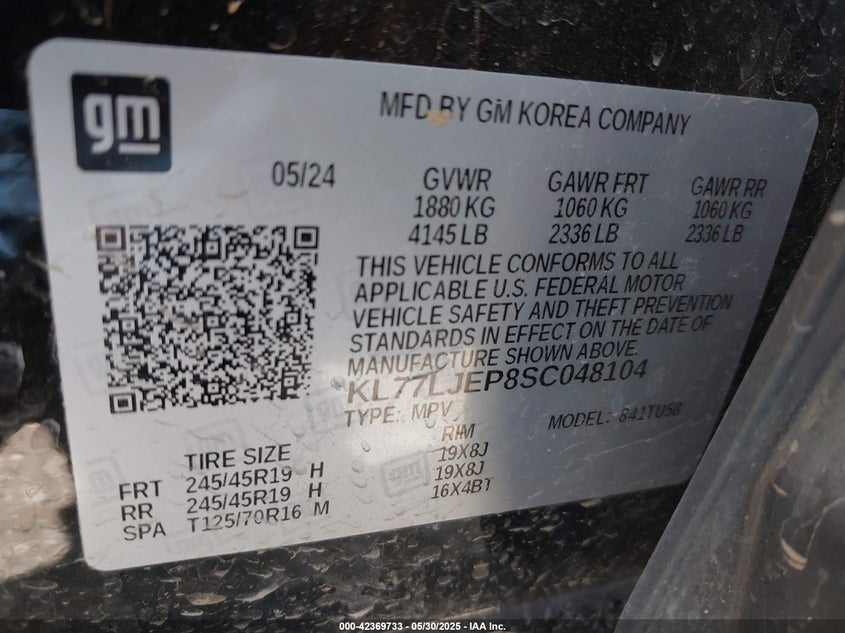 gm
MFD BY GM KOREA COMPANY
05/24
GVWR
1880 KG
4145 LB
GAWR FRT
1060 KG
2336 LB
GAWR RR
1060 KG
2336 LB
THIS VEHICLE CONFORMS TO ALL
APPLICABLE U.S. FEDERAL MOTOR
VEHICLE SAFETY AND THEFT PREVENTION
STANDARDS IN EFFECT ON THE DATE OF
MANUFACTURE SHOWN ABOVE.
KL77LJEP8SC048104
TYPE: MPV
MODEL: 841TU58
TIRE SIZE RIM
FRT 245/45R19 H 19X8J
RR 245/45R19 H 19X8J
SPA T125/70R16 M 16X4BT
gm
000-42369733 — 05/30/2025 - IAA Inc.